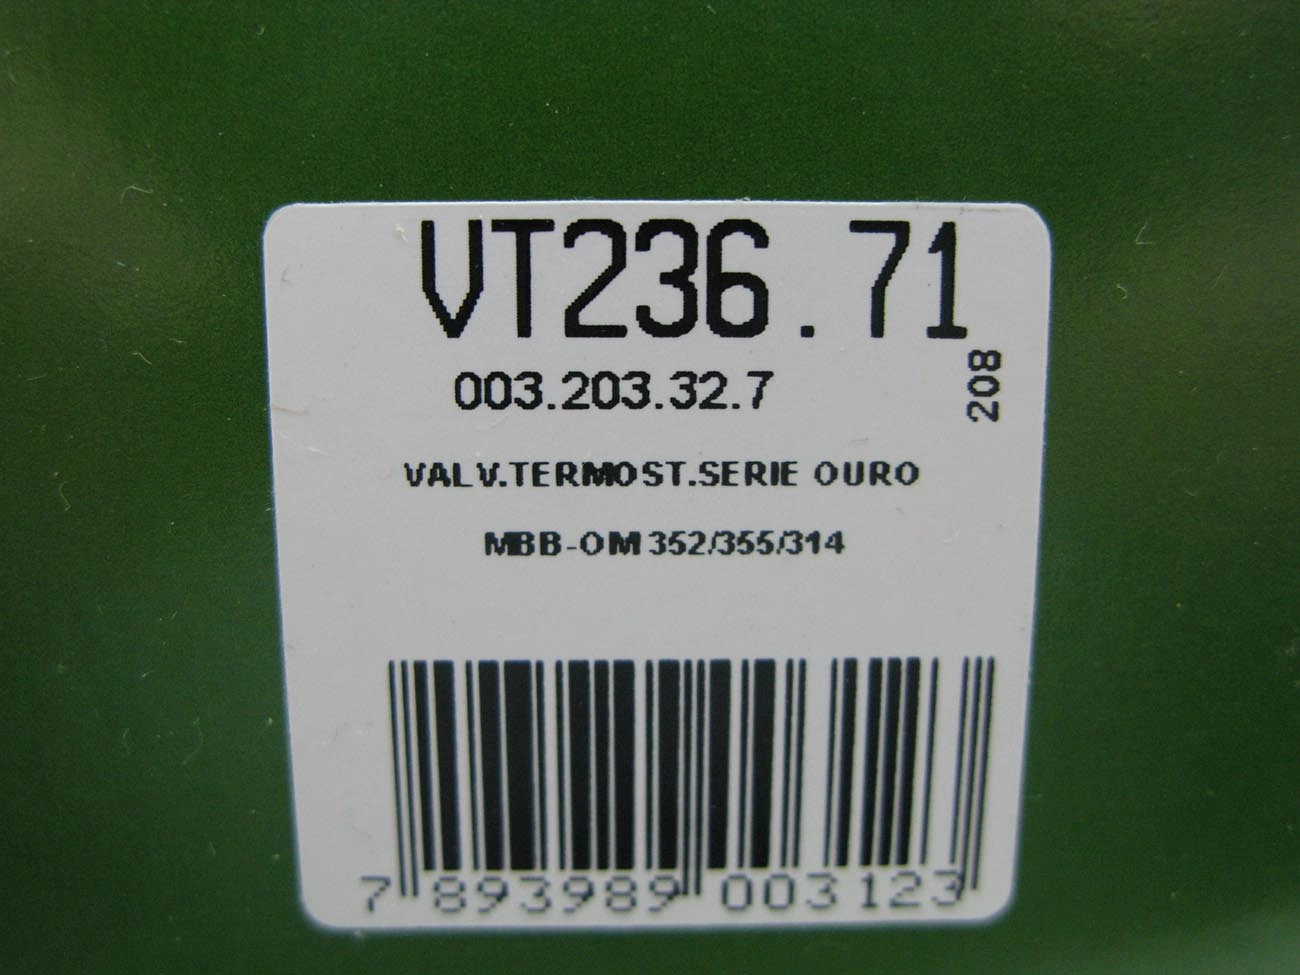 VT236.71
208
003.203.32.7
VALV.TERMOST.SERIE OURO
MBB-OM 352/355/314
7 893989 003123